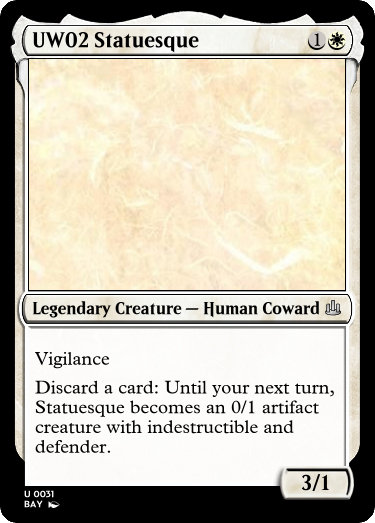 UW02 Statuesque 1
Legendary Creature — Human Coward
Vigilance
Discard a card: Until your next turn,
Statuesque becomes an 0/1 artifact
creature with indestructible and
defender.
3/1
U 0031
BAY